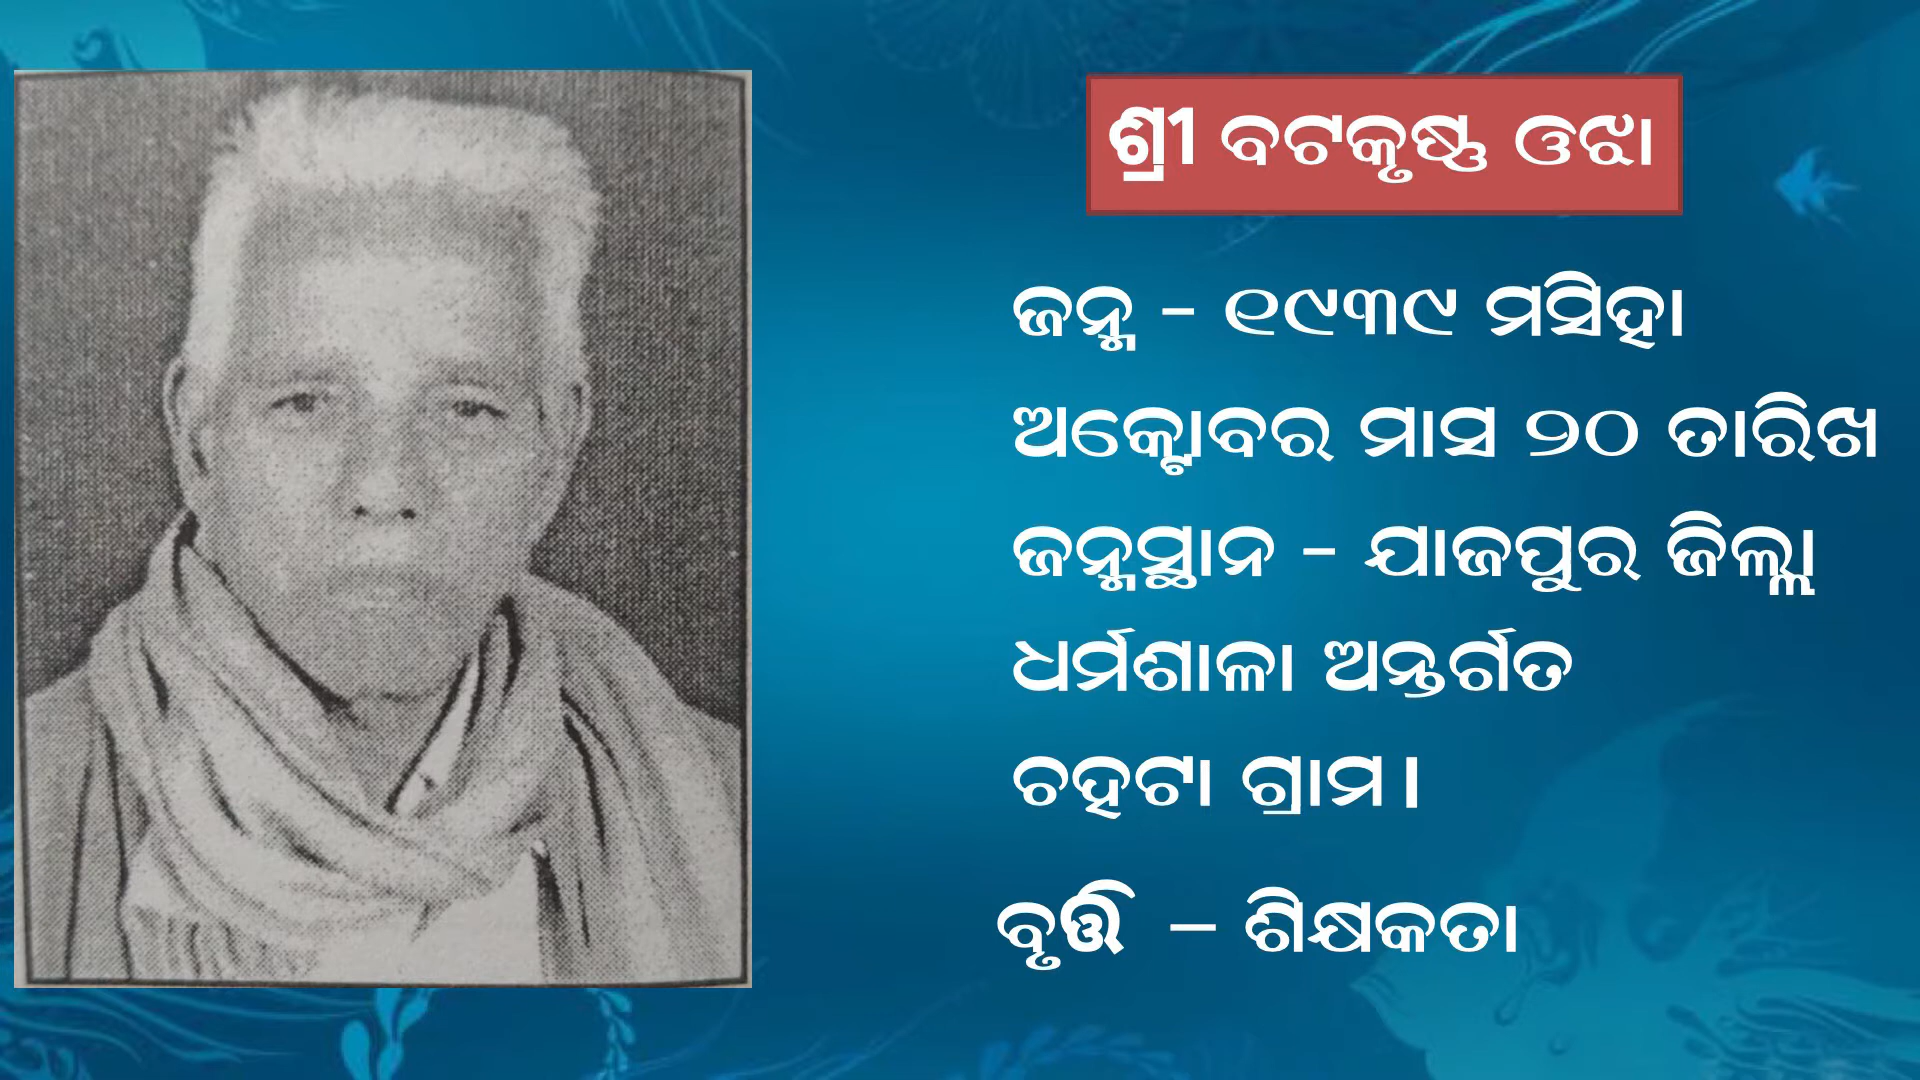 ଶ୍ରୀ ବଟକୃଷ୍ଣ ଓଝା
ଜନ୍ମ - ୧୯୩୯ ମସିହା
ଅକ୍ଟୋବର ମାସ ୨୦ ତାରିଖ
ଜନ୍ମସ୍ଥାନ - ଯାଜପୁର ଜିଲ୍ଲା
ଧର୍ମଶାଳା ଅନ୍ତର୍ଗତ
ଚହଟା ଗ୍ରାମ।
ବୃତ୍ତି – ଶିକ୍ଷକତା